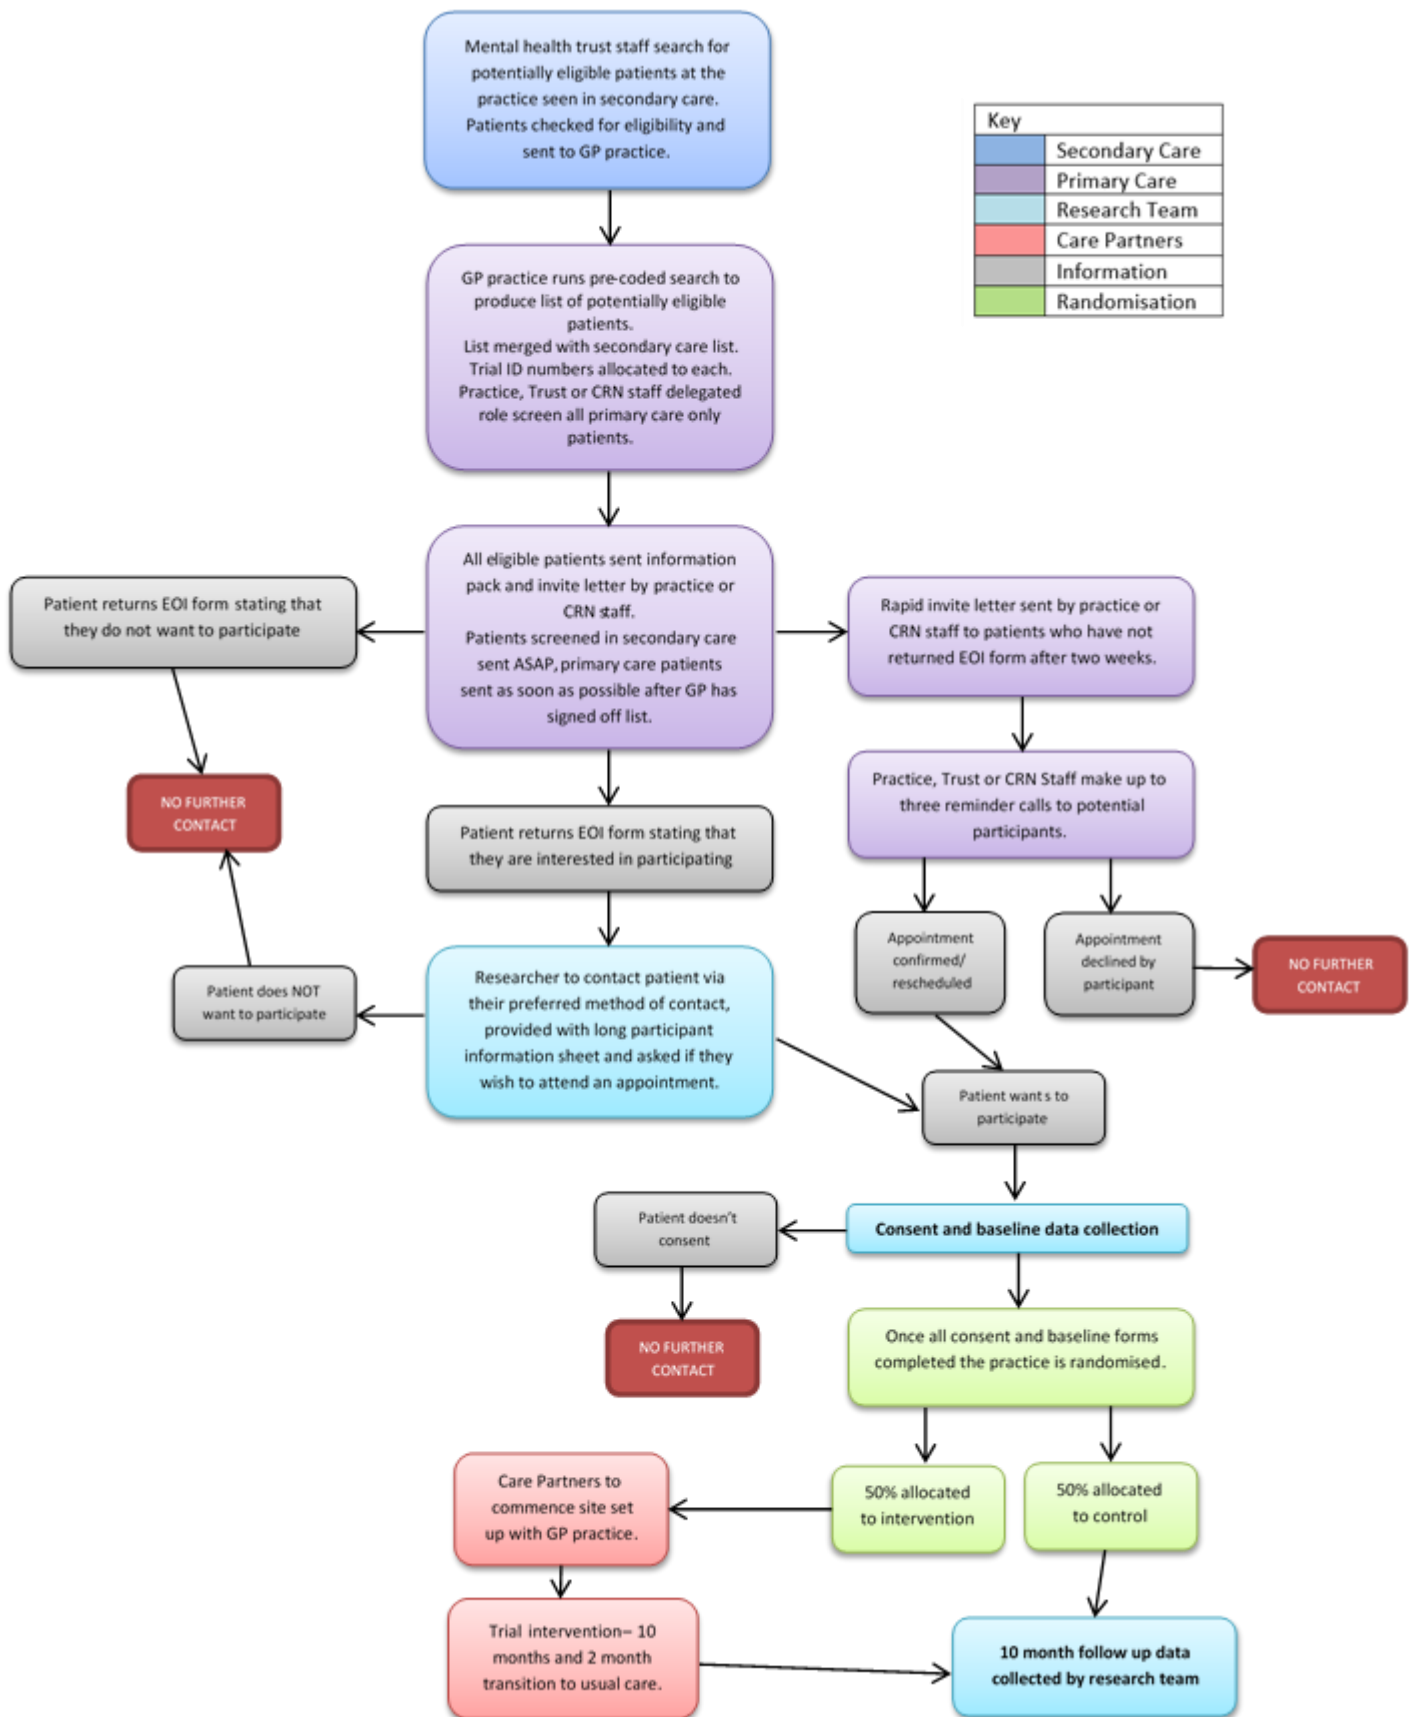 Mental health trust staff search for
potentially eligible patients at the
practice seen in secondary care.
Patients checked for eligibility and
sent to GP practice.
Key
Secondary Care
Primary Care
Research Team
Care Partners
Information
Randomisation
GP practice runs pre-coded search to
produce list of potentially eligible
patients.
List merged with secondary care list.
Trial ID numbers allocated to each.
Practice, Trust or CRN staff delegated
role screen all primary care only
patients.
All eligible patients sent information
pack and invite letter by practice or
CRN staff.
Patients screened in secondary care
sent ASAP, primary care patients
sent as soon as possible after GP has
signed off list.
Patient returns EOI form stating that
they do not want to participate
Rapid invite letter sent by practice or
CRN staff to patients who have not
returned EOI form after two weeks.
NO FURTHER
CONTACT
Practice, Trust or CRN Staff make up to
three reminder calls to potential
participants.
Patient returns EOI form stating that
they are interested in participating
Appointment
confirmed/
rescheduled
Appointment
declined by
participant
NO FURTHER
CONTACT
Patient does NOT
want to participate
Researcher to contact patient via
their preferred method of contact,
provided with long participant
information sheet and asked if they
wish to attend an appointment.
Patient wants to
participate
Patient doesn't
consent
Consent and baseline data collection
NO FURTHER
CONTACT
Once all consent and baseline forms
completed the practice is randomised.
Care Partners to
commence site set
up with GP practice.
50% allocated
to intervention
50% allocated
to control
Trial intervention– 10
months and 2 month
transition to usual care.
10 month follow up data
collected by research team